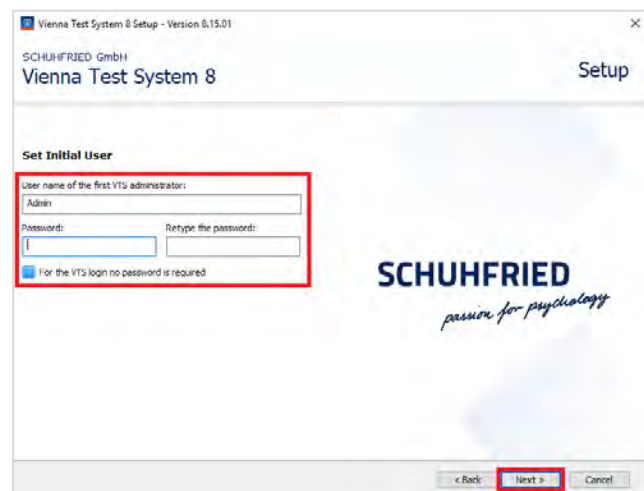 Vienna Test System 8 Setup - Version 8.15.01
SCHUHFRIED GmbH
Vienna Test System 8
Setup
Set Initial User
User name of the first VTS administrator:
Admin
Password: Retype the password:
For the VTS login no password is required
SCHUHFRIED
passion for psychology
< Back Next > Cancel